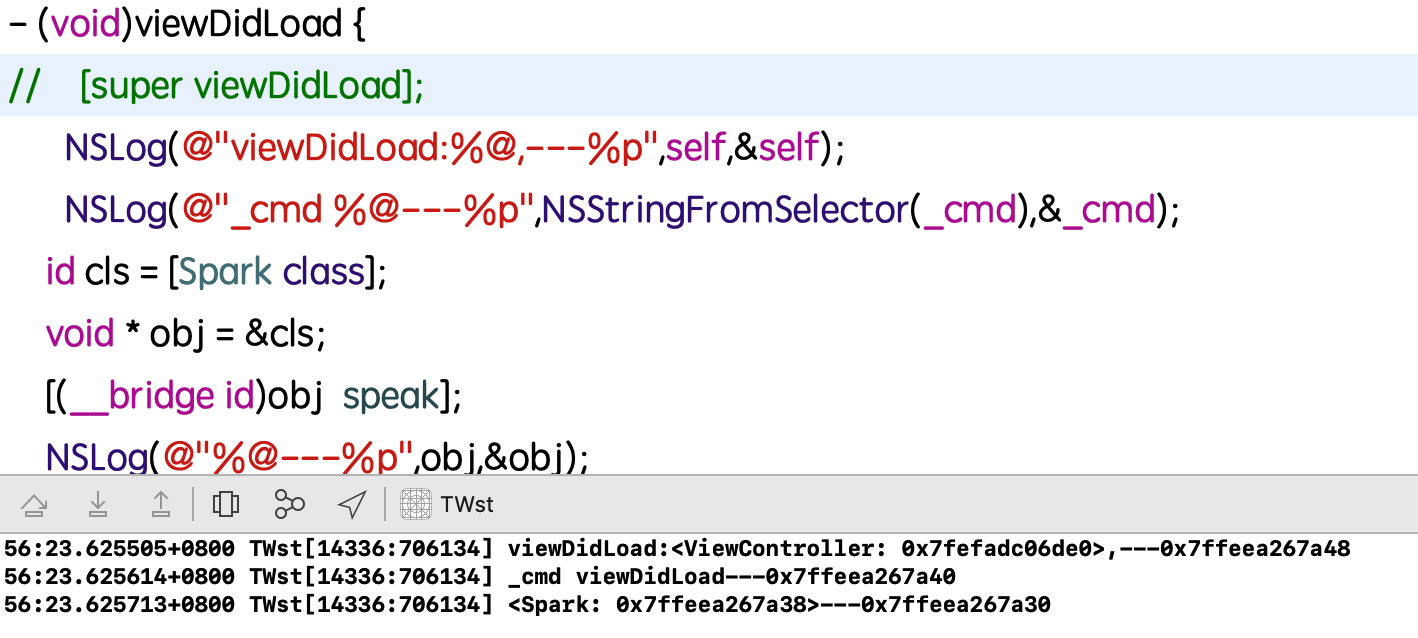 - (void)viewDidLoad {
//    [super viewDidLoad];
NSLog(@"viewDidLoad:%@,---%p",self,&self);
NSLog(@"_cmd %@---%p",NSStringFromSelector(_cmd),&_cmd);
id cls = [Spark class];
void * obj = &cls;
[(__bridge id)obj  speak];
NSLog(@"%@---%p",obj,&obj);
TWst
56:23.625505+0800 TWst[14336:706134] viewDidLoad:<ViewController: 0x7fefadc06de0>,---0x7ffeea267a48
56:23.625614+0800 TWst[14336:706134] _cmd viewDidLoad---0x7ffeea267a40
56:23.625713+0800 TWst[14336:706134] <Spark: 0x7ffeea267a38>---0x7ffeea267a30